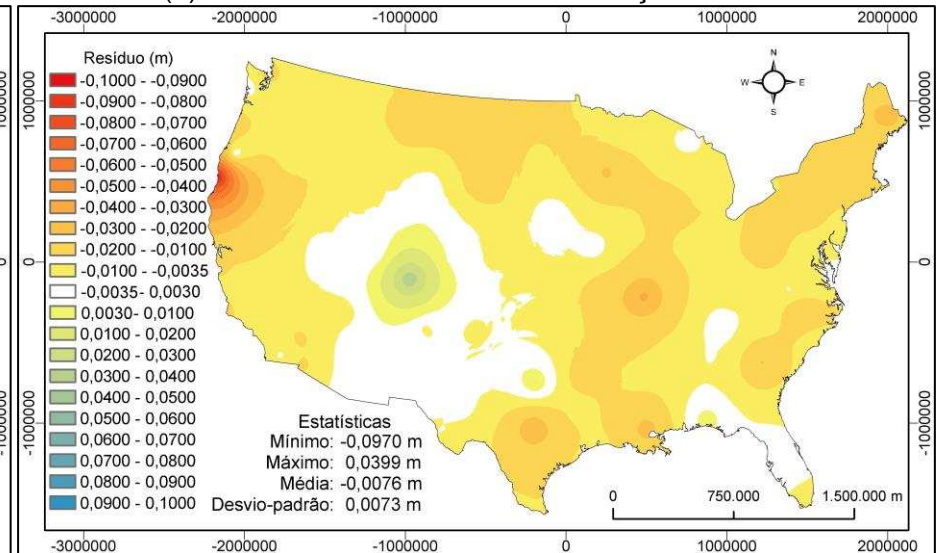 -3000000 -2000000 -1000000 0 1000000 2000000
Resíduo (m)
-0,1000 - -0,0900
-0,0900 - -0,0800
-0,0800 - -0,0700
-0,0700 - -0,0600
-0,0600 - -0,0500
-0,0500 - -0,0400
-0,0400 - -0,0300
-0,0300 - -0,0200
-0,0200 - -0,0100
-0,0100 - -0,0035
-0,0035- 0,0030
0,0030 - 0,0100
0,0100 - 0,0200
0,0200 - 0,0300
0,0300 - 0,0400
0,0400 - 0,0500
0,0500 - 0,0600
0,0600 - 0,0700
0,0700 - 0,0800
0,0800 - 0,0900
0,0900 - 0,1000
N
W E
S
1000000 1000000
0 0
-1000000 -1000000
Estatísticas
Mínimo: -0,0970 m
Máximo: 0,0399 m
Média: -0,0076 m
Desvio-padrão: 0,0073 m
0 750.000 1.500.000 m
-3000000 -2000000 -1000000 0 1000000 2000000